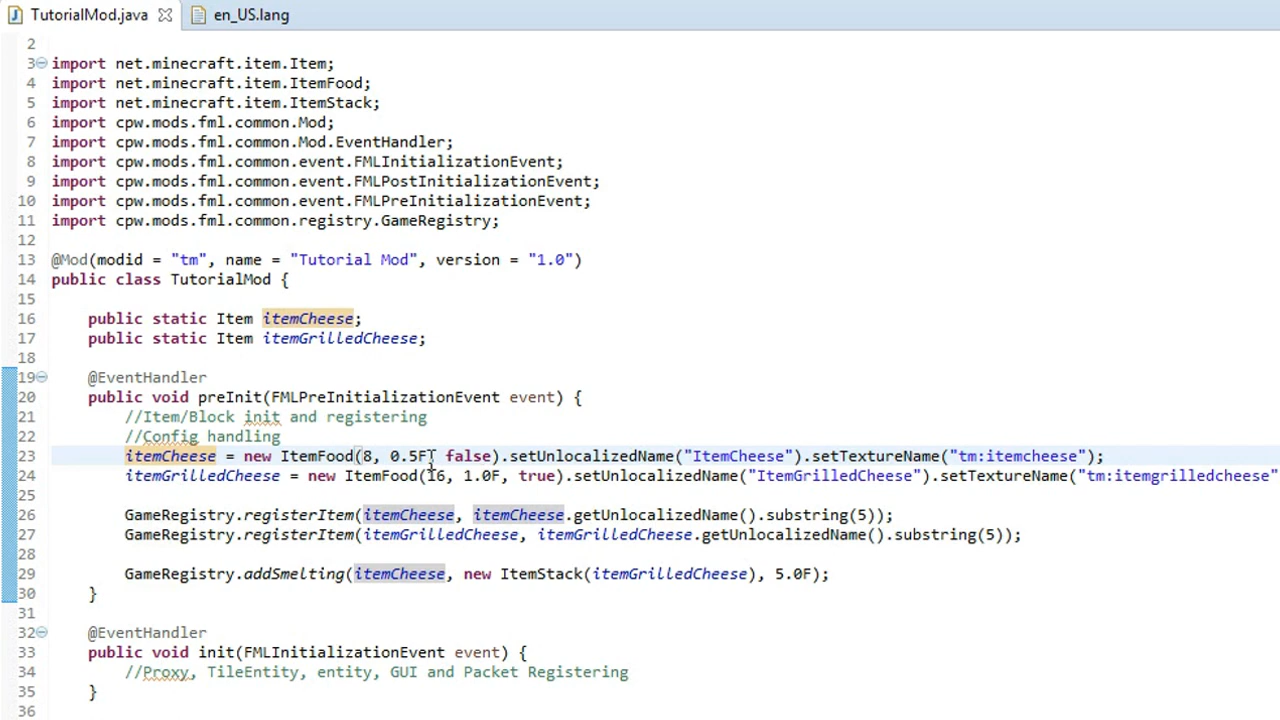 TutorialMod.java en_US.lang
2
3 import net.minecraft.item.Item;
4 import net.minecraft.item.ItemFood;
5 import net.minecraft.item.ItemStack;
6 import cpw.mods.fml.common.Mod;
7 import cpw.mods.fml.common.Mod.EventHandler;
8 import cpw.mods.fml.common.event.FMLInitializationEvent;
9 import cpw.mods.fml.common.event.FMLPostInitializationEvent;
10 import cpw.mods.fml.common.event.FMLPreInitializationEvent;
11 import cpw.mods.fml.common.registry.GameRegistry;
12
13 @Mod(modid = "tm", name = "Tutorial Mod", version = "1.0")
14 public class TutorialMod {
15
16 public static Item itemCheese;
17 public static Item itemGrilledCheese;
18
19 @EventHandler
20 public void preInit(FMLPreInitializationEvent event) {
21 //Item/Block init and registering
22 //Config handling
23 itemCheese = new ItemFood(8, 0.5F, false).setUnlocalizedName("ItemCheese").setTextureName("tm:itemcheese");
24 itemGrilledCheese = new ItemFood(16, 1.0F, true).setUnlocalizedName("ItemGrilledCheese").setTextureName("tm:itemgrilledcheese"
25
26 GameRegistry.registerItem(itemCheese, itemCheese.getUnlocalizedName().substring(5));
27 GameRegistry.registerItem(itemGrilledCheese, itemGrilledCheese.getUnlocalizedName().substring(5));
28
29 GameRegistry.addSmelting(itemCheese, new ItemStack(itemGrilledCheese), 5.0F);
30 }
31
32 @EventHandler
33 public void init(FMLInitializationEvent event) {
34 //Proxy, TileEntity, entity, GUI and Packet Registering
35 }
36